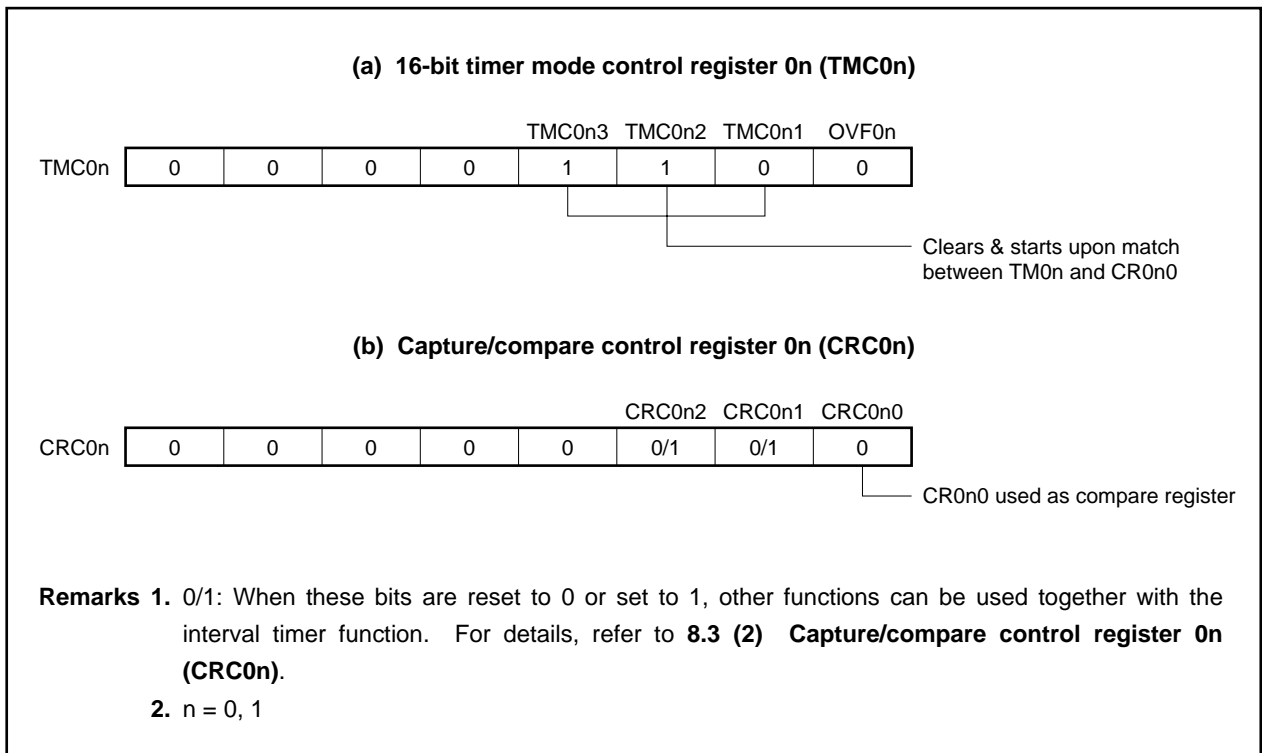 (a) 16-bit timer mode control register 0n (TMC0n)
TMC0n3 TMC0n2 TMC0n1 OVF0n
TMC0n 0 0 0 0 1 1 0 0
Clears & starts upon match
between TM0n and CR0n0
(b) Capture/compare control register 0n (CRC0n)
CRC0n2 CRC0n1 CRC0n0
CRC0n 0 0 0 0 0 0/1 0/1 0
CR0n0 used as compare register
Remarks 1. 0/1: When these bits are reset to 0 or set to 1, other functions can be used together with the
interval timer function. For details, refer to 8.3 (2) Capture/compare control register 0n
(CRC0n).
2. n = 0, 1